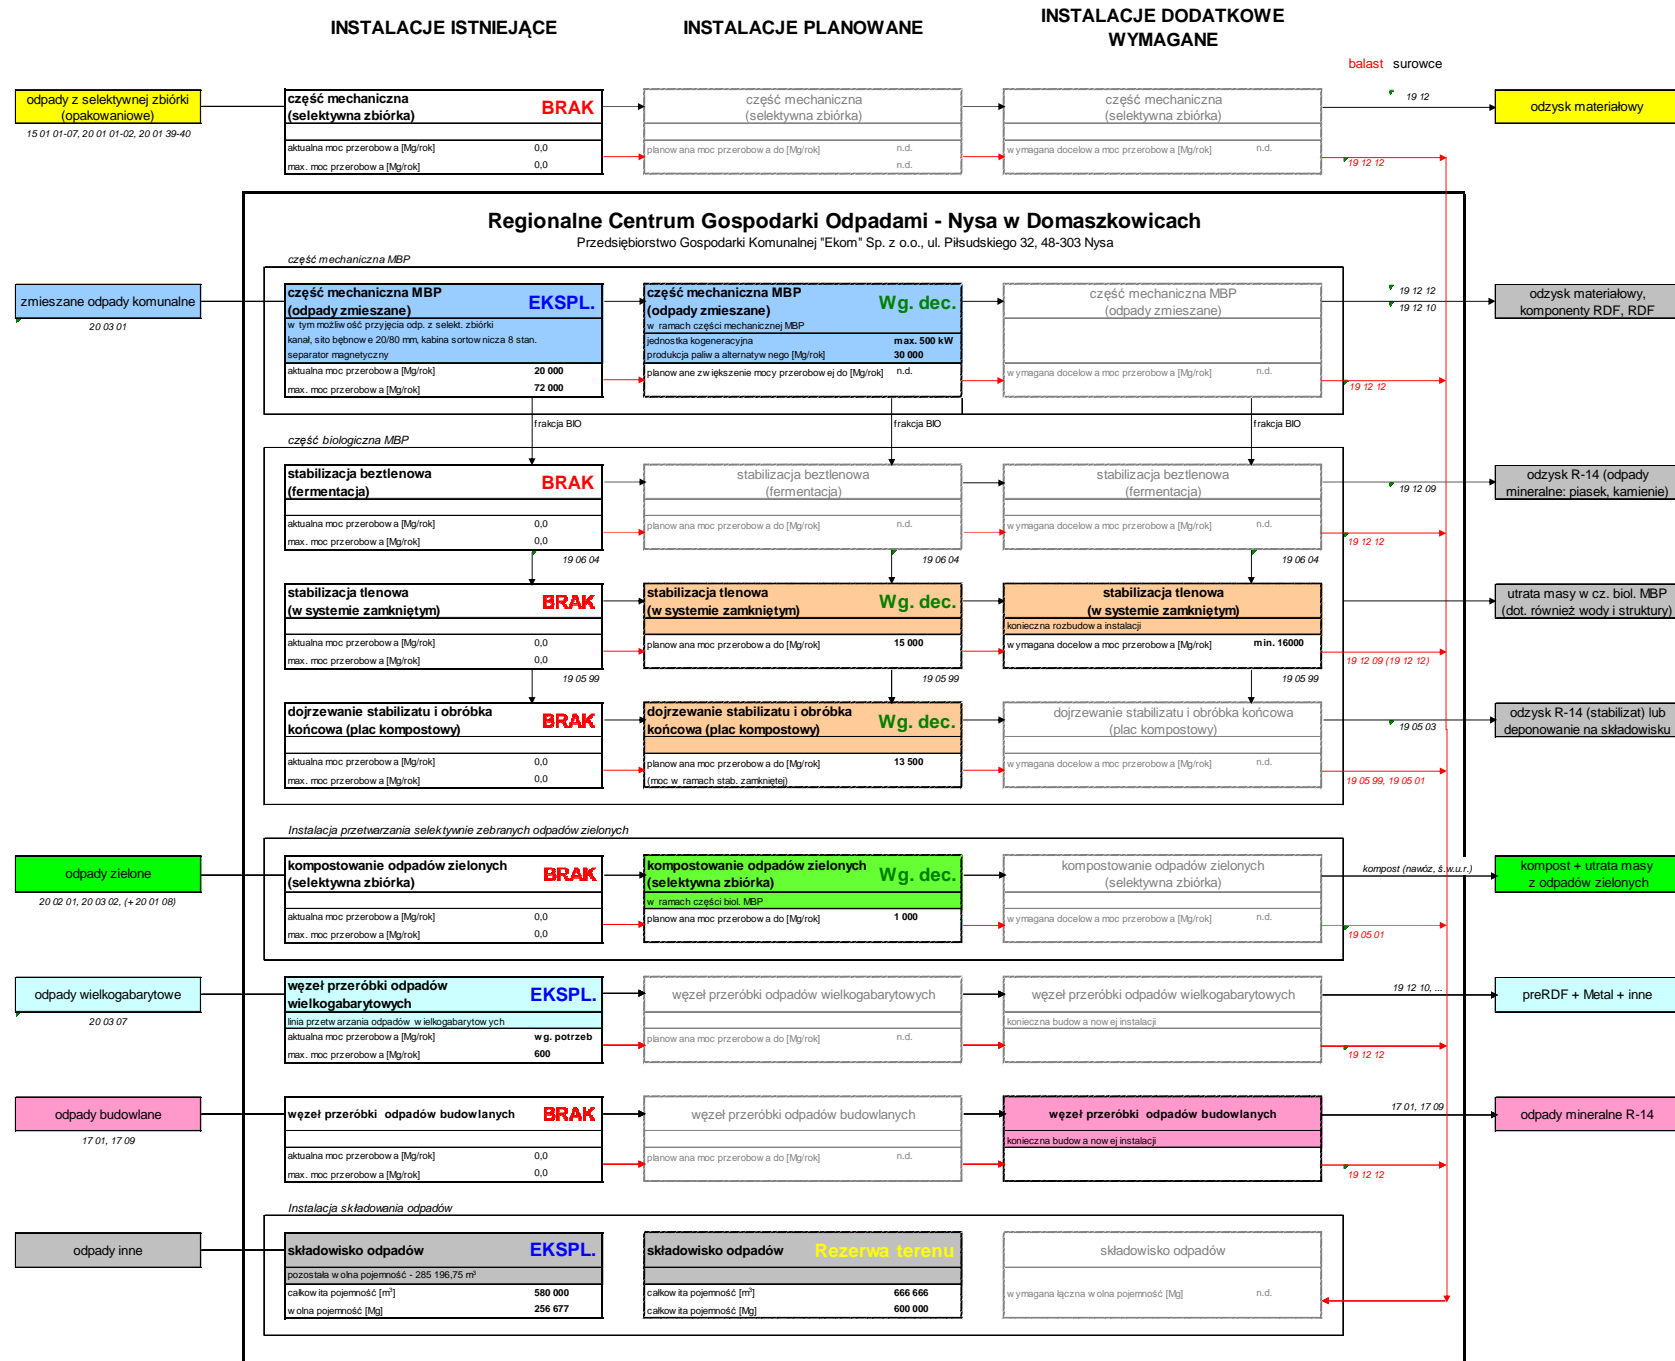 INSTALACJE ISTNIEJĄCE
INSTALACJE PLANOWANE
INSTALACJE DODATKOWE
WYMAGANE
balast surowce
odpady z selektywnej zbiórki
(opakowaniowe)
15 01 01-07, 20 01 01-02, 20 01 39-40
część mechaniczna
(selektywna zbiórka)
BRAK
aktualna moc przerobowa [Mg/rok] 0,0
max. moc przerobowa [Mg/rok] 0,0
część mechaniczna
(selektywna zbiórka)
planowana moc przerobowa do [Mg/rok] n.d.
n.d.
część mechaniczna
(selektywna zbiórka)
wymagana docelowa moc przerobowa [Mg/rok] n.d.
19 12
19 12 12
odzysk materiałowy
Regionalne Centrum Gospodarki Odpadami - Nysa w Domaszkowicach
Przedsiębiorstwo Gospodarki Komunalnej "Ekom" Sp. z o.o., ul. Piłsudskiego 32, 48-303 Nysa
część mechaniczna MBP
zmieszane odpady komunalne
20 03 01
część mechaniczna MBP
(odpady zmieszane)
EKSPL.
w tym możliwość przyjęcia odp. z selekt. zbiórki
kanał, sito bębnowe 20/80 mm, kabina sortownicza 8 stan.
separator magnetyczny
aktualna moc przerobowa [Mg/rok] 20 000
max. moc przerobowa [Mg/rok] 72 000
część mechaniczna MBP
(odpady zmieszane)
Wg. dec.
w ramach części mechanicznej MBP
jednostka kogeneracyjna max. 500 kW
produkcja paliwa alternatywnego [Mg/rok] 30 000
planowane zwiększenie mocy przerobowej do [Mg/rok] n.d.
część mechaniczna MBP
(odpady zmieszane)
wymagana docelowa moc przerobowa [Mg/rok] n.d.
19 12 12
19 12 10
19 12 12
odzysk materiałowy,
komponenty RDF, RDF
frakcja BIO
frakcja BIO
frakcja BIO
część biologiczna MBP
stabilizacja beztlenowa
(fermentacja)
BRAK
aktualna moc przerobowa [Mg/rok] 0,0
max. moc przerobowa [Mg/rok] 0,0
stabilizacja beztlenowa
(fermentacja)
planowana moc przerobowa do [Mg/rok] n.d.
stabilizacja beztlenowa
(fermentacja)
wymagana docelowa moc przerobowa [Mg/rok] n.d.
19 12 09
19 12 12
odzysk R-14 (odpady
mineralne: piasek, kamienie)
19 06 04
19 06 04
19 06 04
stabilizacja tlenowa
(w systemie zamkniętym)
BRAK
aktualna moc przerobowa [Mg/rok] 0,0
max. moc przerobowa [Mg/rok] 0,0
stabilizacja tlenowa
(w systemie zamkniętym)
Wg. dec.
planowana moc przerobowa do [Mg/rok] 15 000
stabilizacja tlenowa
(w systemie zamkniętym)
konieczna rozbudowa instalacji
wymagana docelowa moc przerobowa [Mg/rok] min. 16000
19 12 09 (19 12 12)
utrata masy w cz. biol. MBP
(dot. również wody i struktury)
19 05 99
19 05 99
19 05 99
dojrzewanie stabilizatu i obróbka
końcowa (plac kompostowy)
BRAK
aktualna moc przerobowa [Mg/rok] 0,0
max. moc przerobowa [Mg/rok] 0,0
dojrzewanie stabilizatu i obróbka
końcowa (plac kompostowy)
Wg. dec.
planowana moc przerobowa do [Mg/rok] 13 500
(moc w ramach stab. zamkniętej)
dojrzewanie stabilizatu i obróbka końcowa
(plac kompostowy)
wymagana docelowa moc przerobowa [Mg/rok] n.d.
19 05 03
19 05 99, 19 05 01
odzysk R-14 (stabilizat) lub
deponowanie na składowisku
Instalacja przetwarzania selektywnie zebranych odpadów zielonych
odpady zielone
20 02 01, 20 03 02, (+ 20 01 08)
kompostowanie odpadów zielonych
(selektywna zbiórka)
BRAK
aktualna moc przerobowa [Mg/rok] 0,0
max. moc przerobowa [Mg/rok] 0,0
kompostowanie odpadów zielonych
(selektywna zbiórka)
Wg. dec.
w ramach części biol. MBP
planowana moc przerobowa do [Mg/rok] 1 000
kompostowanie odpadów zielonych
(selektywna zbiórka)
wymagana docelowa moc przerobowa [Mg/rok] n.d.
kompost (nawóz, ś.w.u.r.)
19 05 01
kompost + utrata masy
z odpadów zielonych
odpady wielkogabarytowe
20 03 07
węzeł przeróbki odpadów
wielkogabarytowych
EKSPL.
linia przetwarzania odpadów wielkogabarytowych
aktualna moc przerobowa [Mg/rok] wg. potrzeb
max. moc przerobowa [Mg/rok] 600
węzeł przeróbki odpadów wielkogabarytowych
planowana moc przerobowa do [Mg/rok] n.d.
węzeł przeróbki odpadów wielkogabarytowych
konieczna budowa nowej instalacji
19 12 10, ...
19 12 12
preRDF + Metal + inne
odpady budowlane
17 01, 17 09
węzeł przeróbki odpadów budowlanych
BRAK
aktualna moc przerobowa [Mg/rok] 0,0
max. moc przerobowa [Mg/rok] 0,0
węzeł przeróbki odpadów budowlanych
planowana moc przerobowa do [Mg/rok] n.d.
węzeł przeróbki odpadów budowlanych
konieczna budowa nowej instalacji
17 01, 17 09
19 12 12
odpady mineralne R-14
Instalacja składowania odpadów
odpady inne
składowisko odpadów
EKSPL.
pozostała wolna pojemność - 285 196,75 m³
całkowita pojemność [m³] 580 000
wolna pojemność [Mg] 256 677
składowisko odpadów
Rezerwa terenu
całkowita pojemność [m³] 666 666
całkowita pojemność [Mg] 600 000
składowisko odpadów
wymagana łączna wolna pojemność [Mg] n.d.